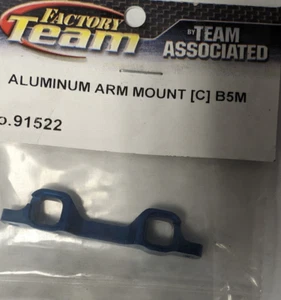 FACTORY
Team
BY TEAM
ASSOCIATED
ALUMINUM ARM MOUNT [C] B5M
o.91522